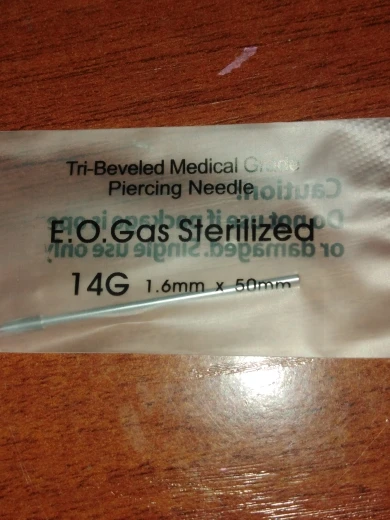 Tri-Beveled Medical Grade
Piercing Needle
E.O.Gas Sterilized
14G 1.6mm x 50mm
Caution:
Do not use if package is ope
or damaged. Single use only